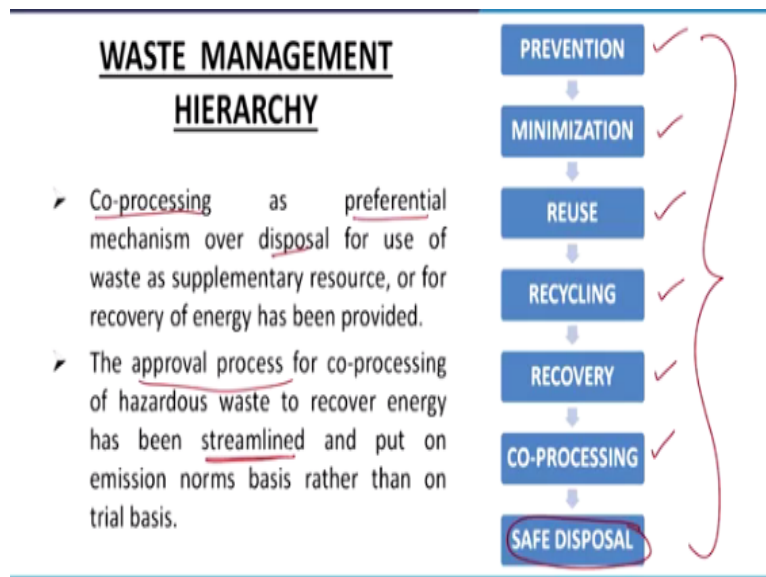 WASTE MANAGEMENT
HIERARCHY
➢ Co-processing as preferential
mechanism over disposal for use of
waste as supplementary resource, or for
recovery of energy has been provided.
➢ The approval process for co-processing
of hazardous waste to recover energy
has been streamlined and put on
emission norms basis rather than on
trial basis.
PREVENTION
MINIMIZATION
REUSE
RECYCLING
RECOVERY
CO-PROCESSING
SAFE DISPOSAL